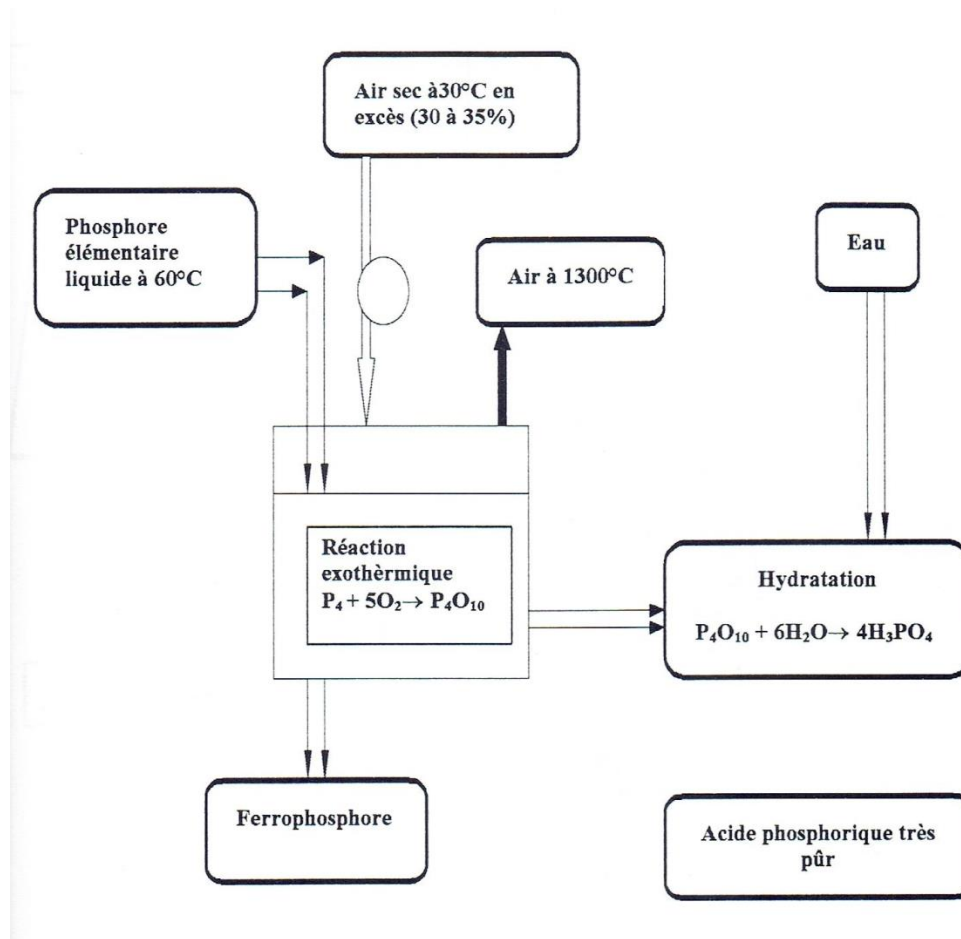 Air sec à30°C en
excès (30 à 35%)
Phosphore
élémentaire
liquide à 60°C
Air à 1300°C
Eau
Réaction
exothèrmique
P₄ + 5O₂→ P₄O₁₀
Hydratation
P₄O₁₀ + 6H₂O→ 4H₃PO₄
Ferrophosphore
Acide phosphorique très
pûr